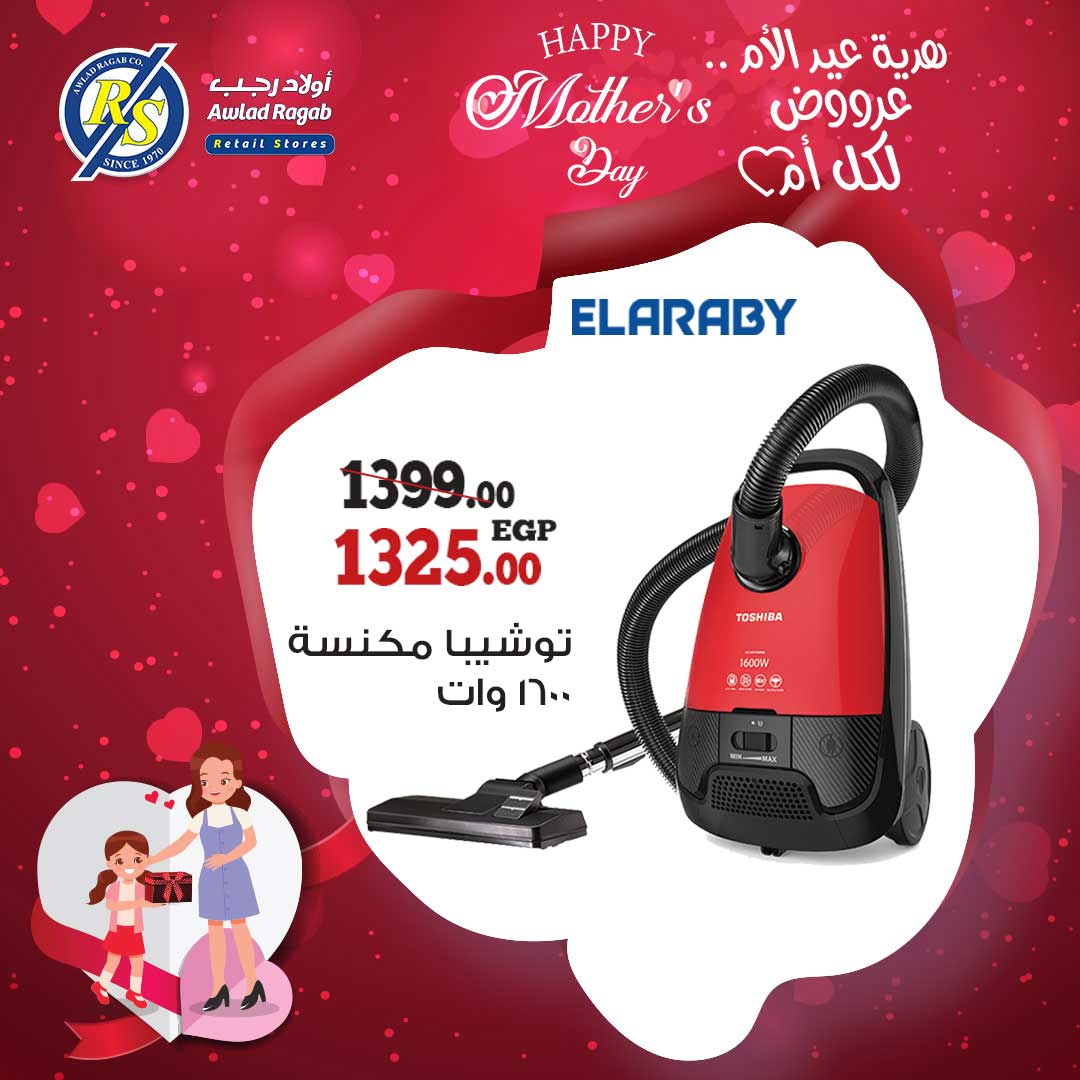 AWLAD RAGAB CO.
RS
SINCE 1970
أولاد رجب
Awlad Ragab
Retail Stores
HAPPY
Mother's
Day
هدية عيد الأم ..
عروووض
لكل أم
ELARABY
1399.00
EGP
1325.00
توشيبا مكنسة
١٦٠٠ وات
TOSHIBA
1600W
MIN MAX